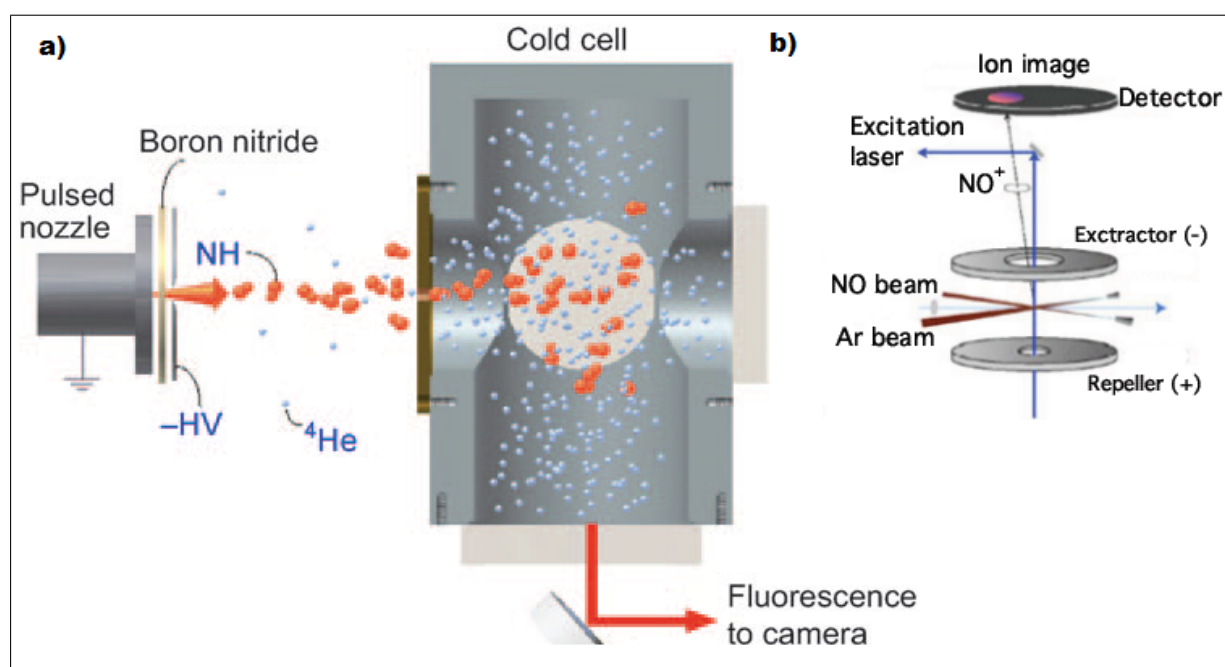 a)
Cold cell
Boron nitride
Pulsed
nozzle
NH
–HV
⁴He
Fluorescence
to camera
b)
Ion image
Detector
Excitation
laser
NO⁺
Exctractor (-)
NO beam
Ar beam
Repeller (+)